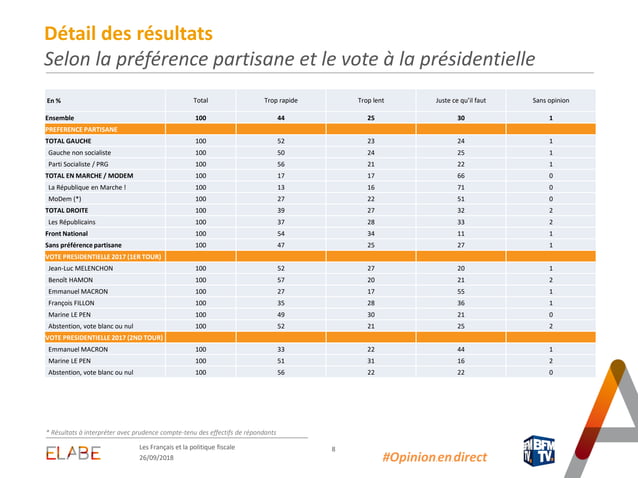 Détail des résultats
Selon la préférence partisane et le vote à la présidentielle
En % Total Trop rapide Trop lent Juste ce qu'il faut Sans opinion
Ensemble 100 44 25 30 1
PREFERENCE PARTISANE
TOTAL GAUCHE 100 52 23 24 1
Gauche non socialiste 100 50 24 25 1
Parti Socialiste / PRG 100 56 21 22 1
TOTAL EN MARCHE / MODEM 100 17 17 66 0
La République en Marche ! 100 13 16 71 0
MoDem (*) 100 27 22 51 0
TOTAL DROITE 100 39 27 32 2
Les Républicains 100 37 28 33 2
Front National 100 54 34 11 1
Sans préférence partisane 100 47 25 27 1
VOTE PRESIDENTIELLE 2017 (1ER TOUR)
Jean-Luc MELENCHON 100 52 27 20 1
Benoît HAMON 100 57 20 21 2
Emmanuel MACRON 100 27 17 55 1
François FILLON 100 35 28 36 1
Marine LE PEN 100 49 30 21 0
Abstention, vote blanc ou nul 100 52 21 25 2
VOTE PRESIDENTIELLE 2017 (2ND TOUR)
Emmanuel MACRON 100 33 22 44 1
Marine LE PEN 100 51 31 16 2
Abstention, vote blanc ou nul 100 56 22 22 0
* Résultats à interpréter avec prudence compte-tenu des effectifs de répondants
ELABE
Les Français et la politique fiscale
26/09/2018
8
#Opinion en direct
BFM
TV.